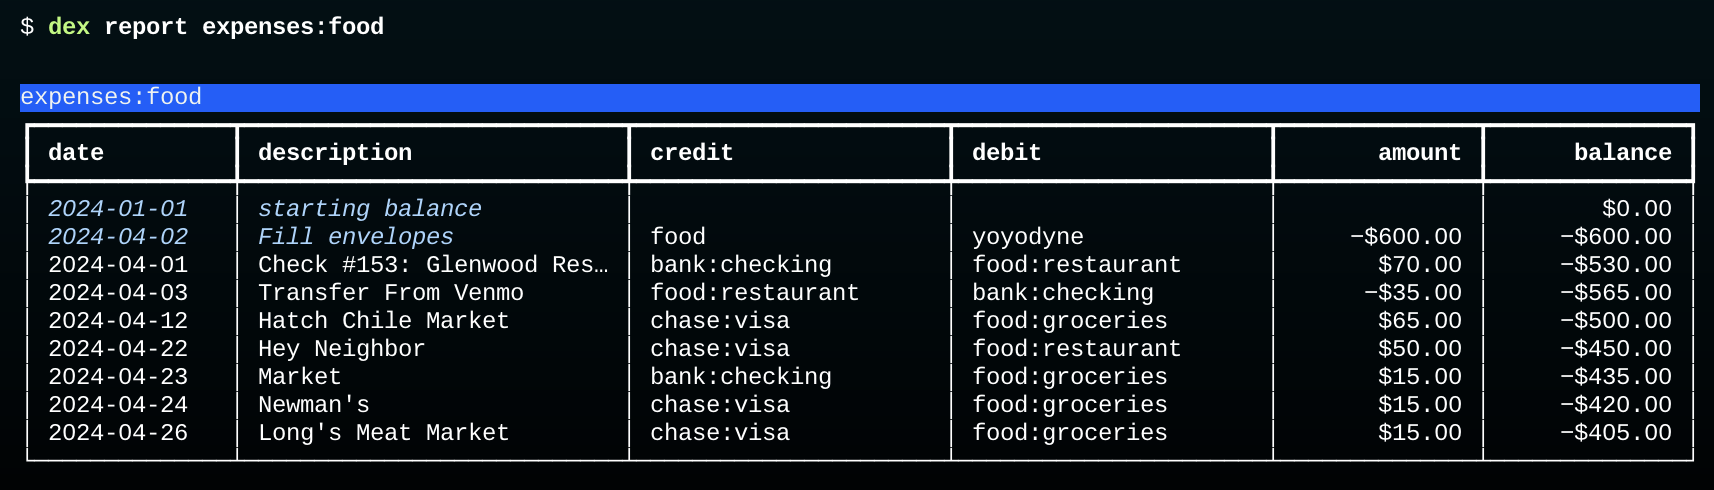 $ dex report expenses:food
expenses:food
date description credit debit amount balance
2024-01-01 starting balance $0.00
2024-04-02 Fill envelopes food yoyodyne −$600.00 −$600.00
2024-04-01 Check #153: Glenwood Res… bank:checking food:restaurant $70.00 −$530.00
2024-04-03 Transfer From Venmo food:restaurant bank:checking −$35.00 −$565.00
2024-04-12 Hatch Chile Market chase:visa food:groceries $65.00 −$500.00
2024-04-22 Hey Neighbor chase:visa food:restaurant $50.00 −$450.00
2024-04-23 Market bank:checking food:groceries $15.00 −$435.00
2024-04-24 Newman's chase:visa food:groceries $15.00 −$420.00
2024-04-26 Long's Meat Market chase:visa food:groceries $15.00 −$405.00